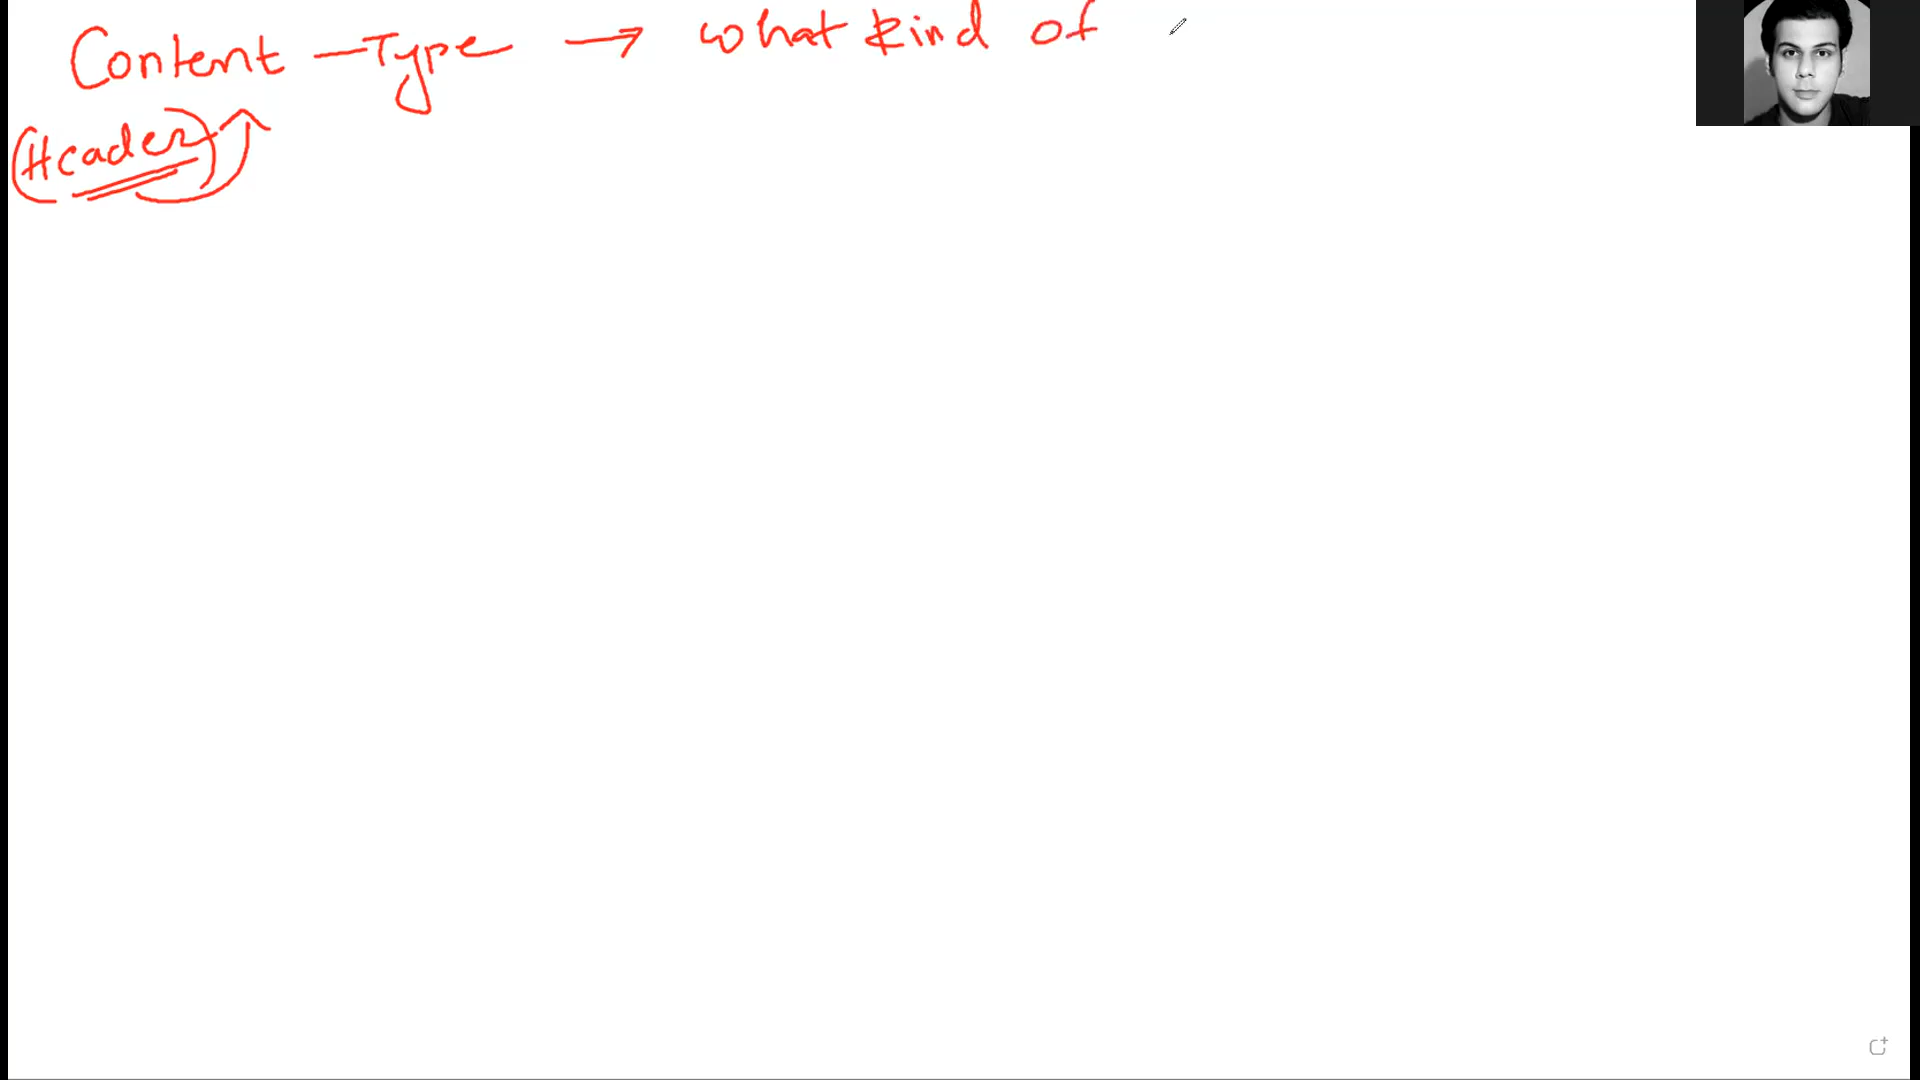 Content - Type → what kind of
(Header)